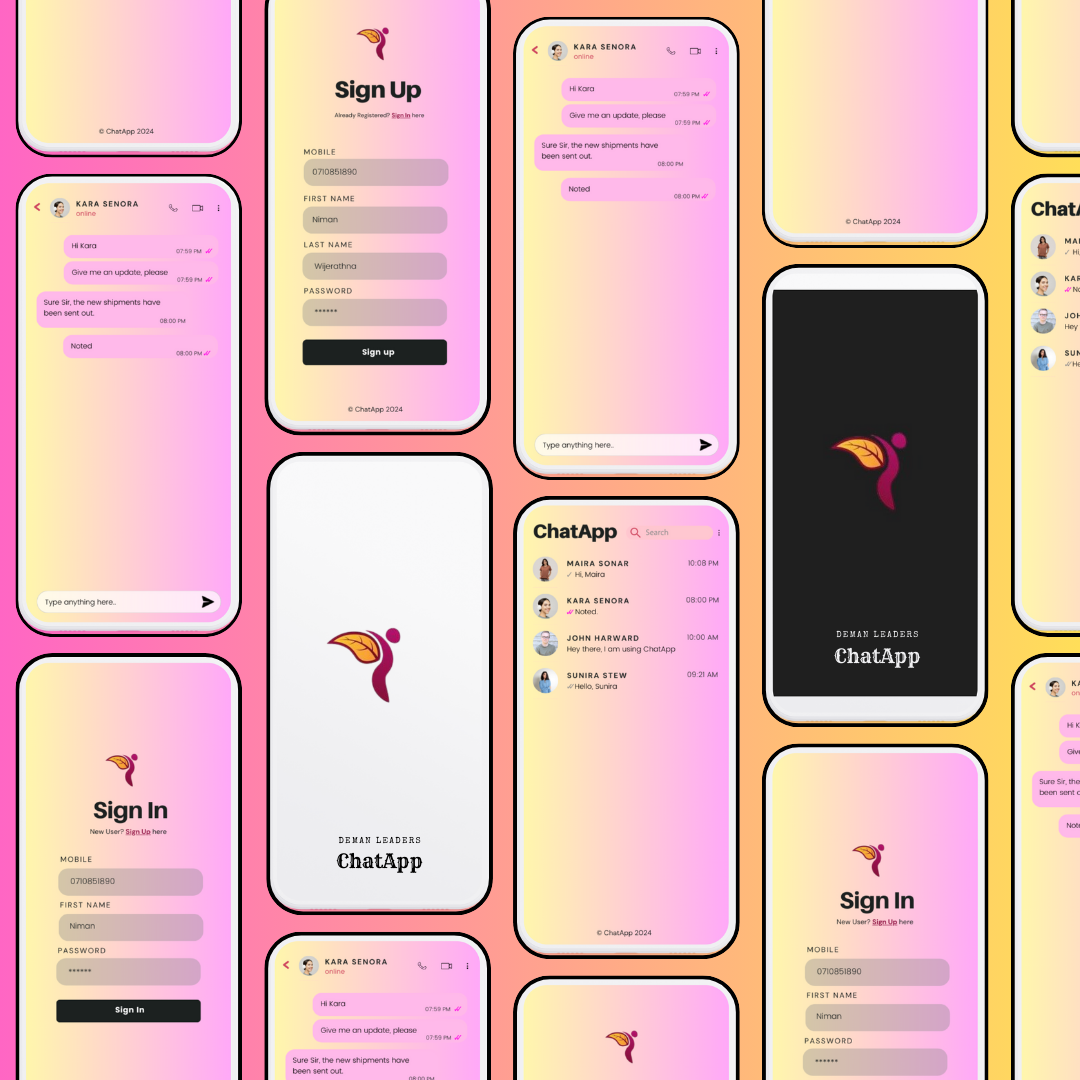 © ChatApp 2024
KARA SENORA
online
Hi Kara
07:59 PM
Give me an update, please
07:59 PM
Sure Sir, the new shipments have
been sent out.
08:00 PM
Noted
08:00 PM
Type anything here..
Sign In
New User? Sign Up here
MOBILE
0710851890
FIRST NAME
Niman
PASSWORD
******
Sign In
Sign Up
Already Registered? Sign In here
MOBILE
0710851890
FIRST NAME
Niman
LAST NAME
Wijerathna
PASSWORD
******
Sign up
© ChatApp 2024
DEMAN LEADERS
ChatApp
KARA SENORA
online
Hi Kara
07:59 PM
Give me an update, please
07:59 PM
Sure Sir, the new shipments have
been sent out.
08:00 PM
KARA SENORA
online
Hi Kara
07:59 PM
Give me an update, please
07:59 PM
Sure Sir, the new shipments have
been sent out.
08:00 PM
Noted
08:00 PM
Type anything here..
ChatApp
Search
MAIRA SONAR
10:08 PM
Hi, Maira
KARA SENORA
08:00 PM
Noted
JOHN HARWARD
10:00 AM
Hey there, I am using ChatApp
SUNIRA STEW
09:21 AM
Hello, Sunira
© ChatApp 2024
© ChatApp 2024
DEMAN LEADERS
ChatApp
Sign In
New User? Sign Up here
MOBILE
0710851890
FIRST NAME
Niman
PASSWORD
******
Hi
Hey
Hi K
Sure Sir, the
been sent